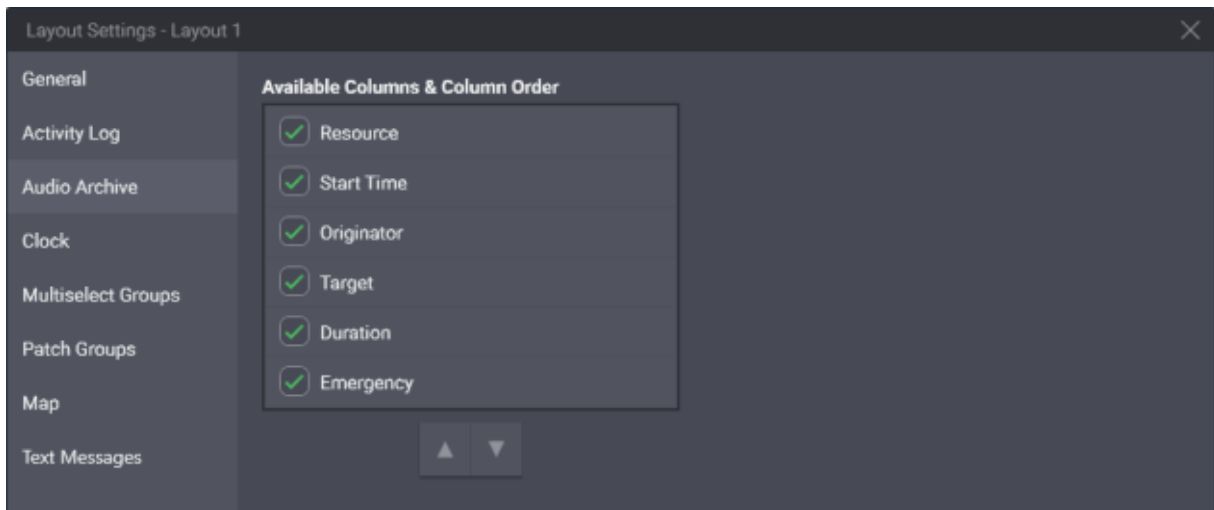 Layout Settings - Layout 1
General
Activity Log
Audio Archive
Clock
Multiselect Groups
Patch Groups
Map
Text Messages
Available Columns & Column Order
Resource
Start Time
Originator
Target
Duration
Emergency